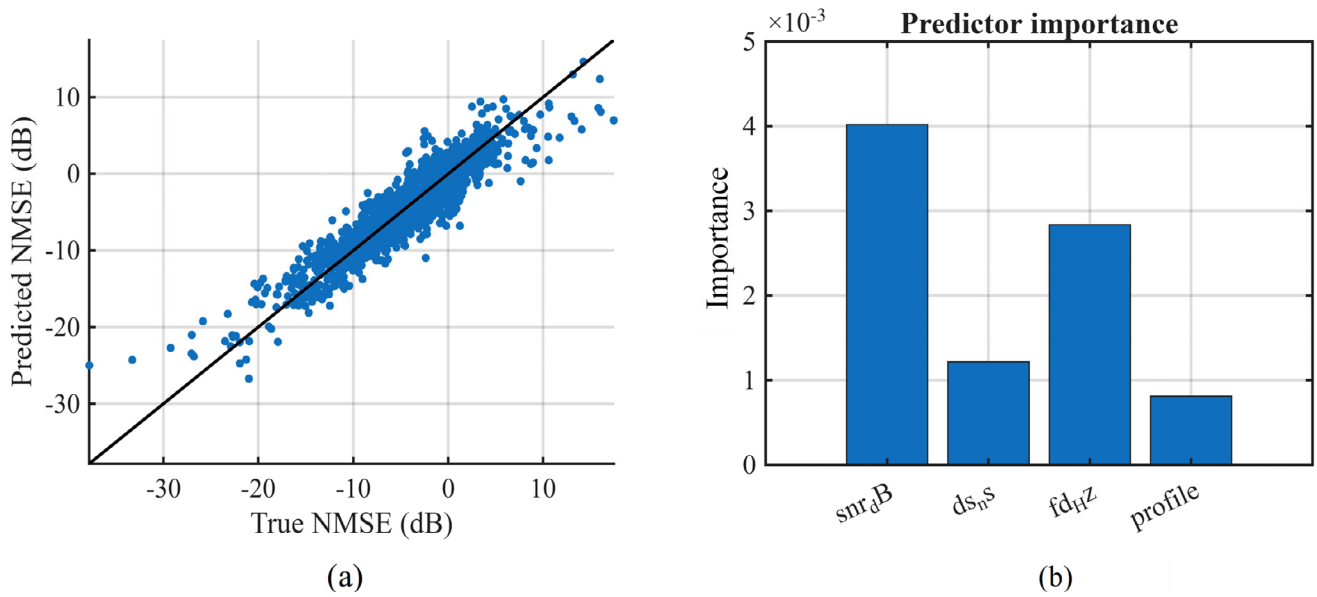 10
0
-10
-20
-30
Predicted NMSE (dB)
-30 -20 -10 0 10
True NMSE (dB)
(a)
×10⁻³
Predictor importance
5
4
3
2
1
0
Importance
snr_dB ds_ns fd_Hz profile
(b)